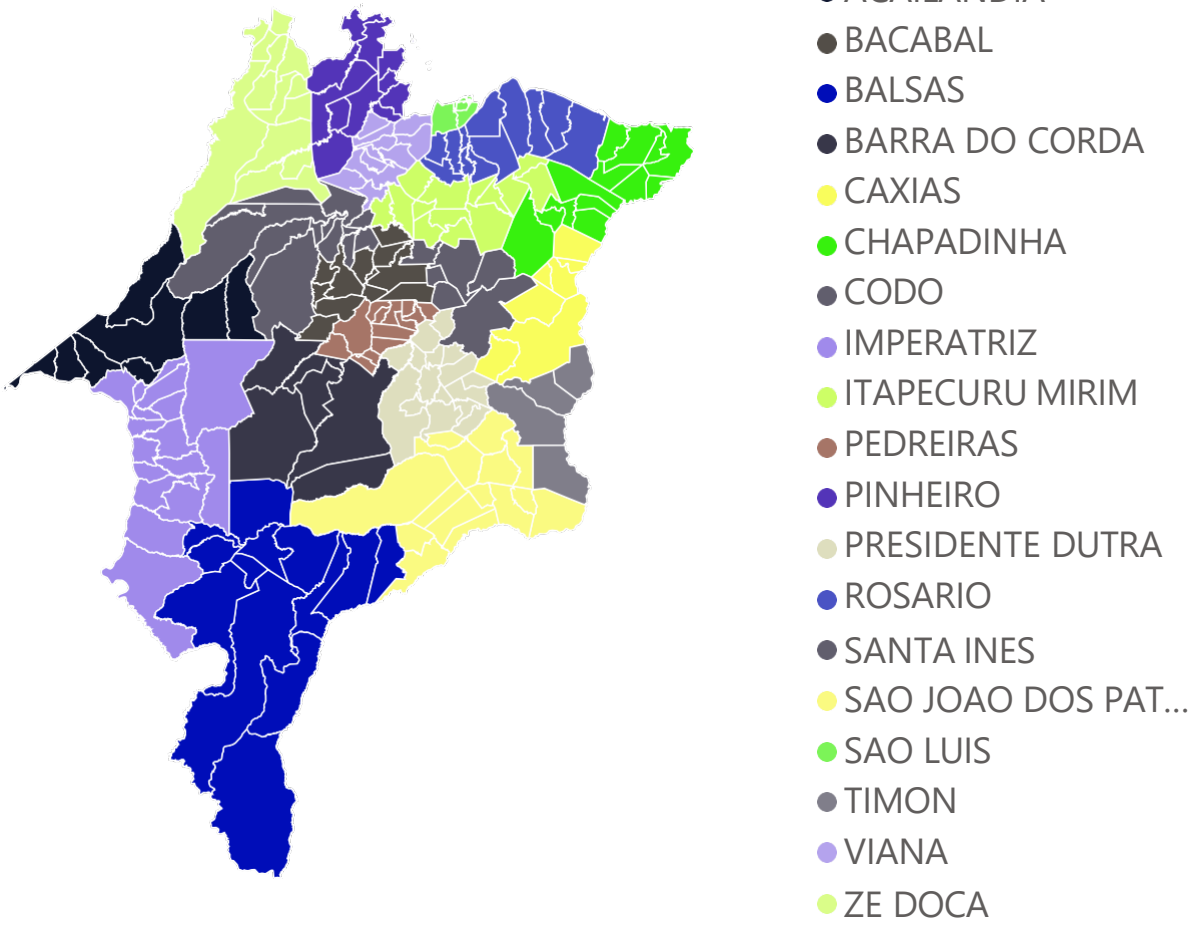 ACAILANDIA
BACABAL
BALSAS
BARRA DO CORDA
CAXIAS
CHAPADINHA
CODO
IMPERATRIZ
ITAPECURU MIRIM
PEDREIRAS
PINHEIRO
PRESIDENTE DUTRA
ROSARIO
SANTA INES
SAO JOAO DOS PAT...
SAO LUIS
TIMON
VIANA
ZE DOCA